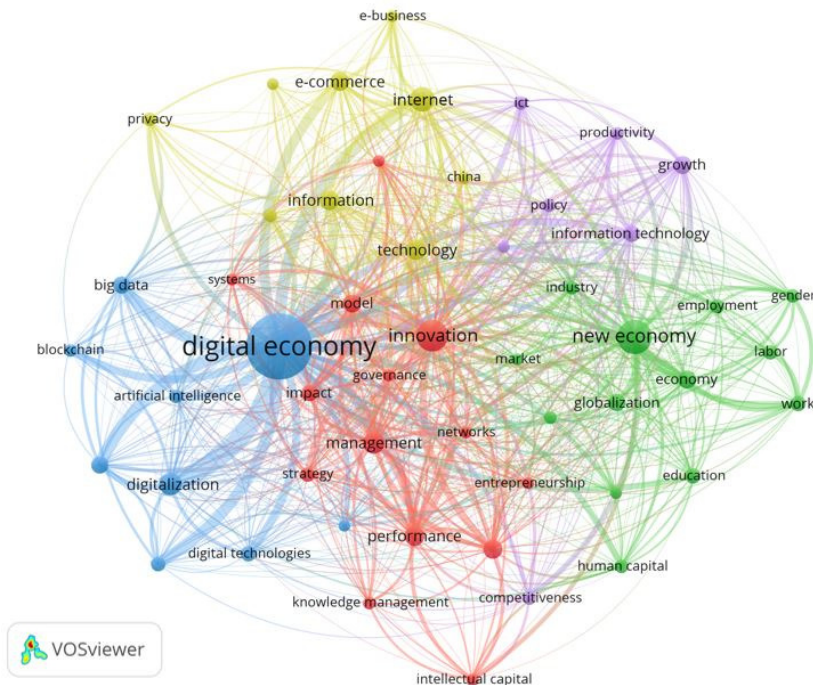 e-business
e-commerce
internet
ict
privacy
productivity
growth
china
information
policy
technology
information technology
systems
big data
industry
gender
model
employment
digital economy
innovation
new economy
blockchain
market
labor
governance
economy
artificial intelligence
impact
globalization
work
networks
management
strategy
digitalization
entrepreneurship
education
performance
digital technologies
human capital
knowledge management
competitiveness
VOSviewer
intellectual capital